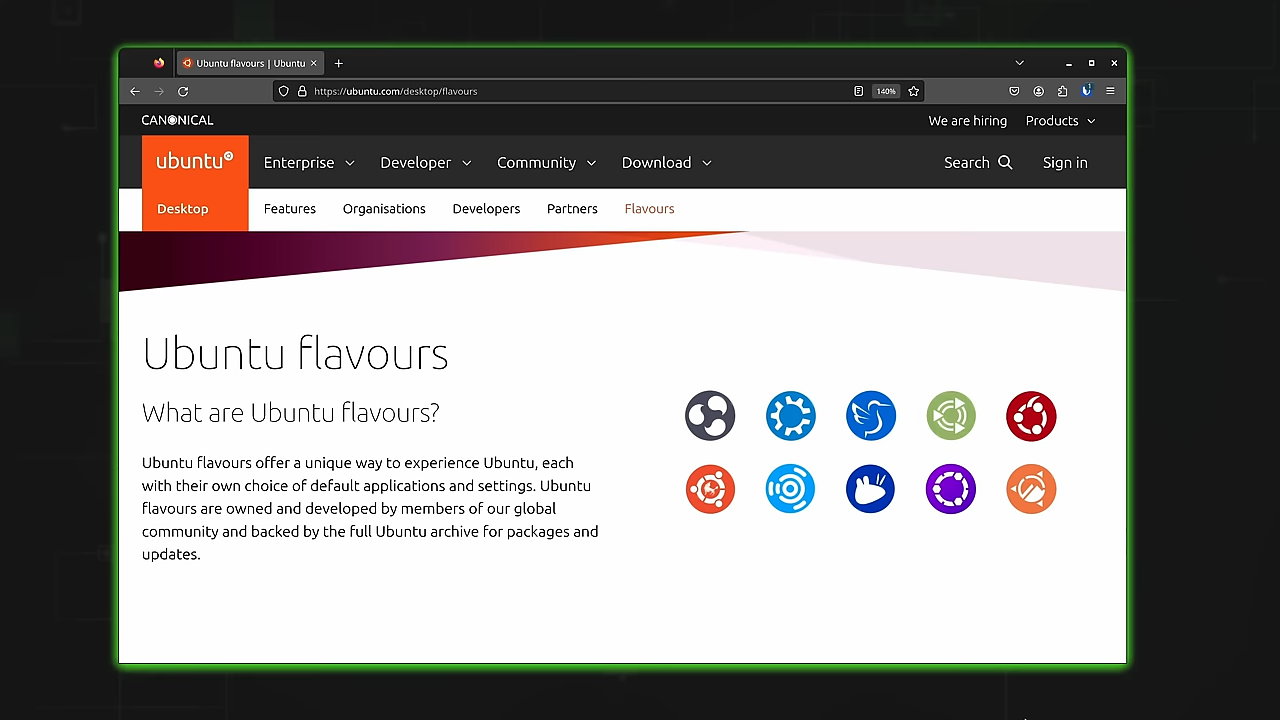 Ubuntu flavours | Ubuntu
https://ubuntu.com/desktop/flavours
140%
CANONICAL
We are hiring
Products
ubuntu
Enterprise
Developer
Community
Download
Search
Sign in
Desktop
Features
Organisations
Developers
Partners
Flavours
Ubuntu flavours
What are Ubuntu flavours?
Ubuntu flavours offer a unique way to experience Ubuntu, each
with their own choice of default applications and settings. Ubuntu
flavours are owned and developed by members of our global
community and backed by the full Ubuntu archive for packages and
updates.